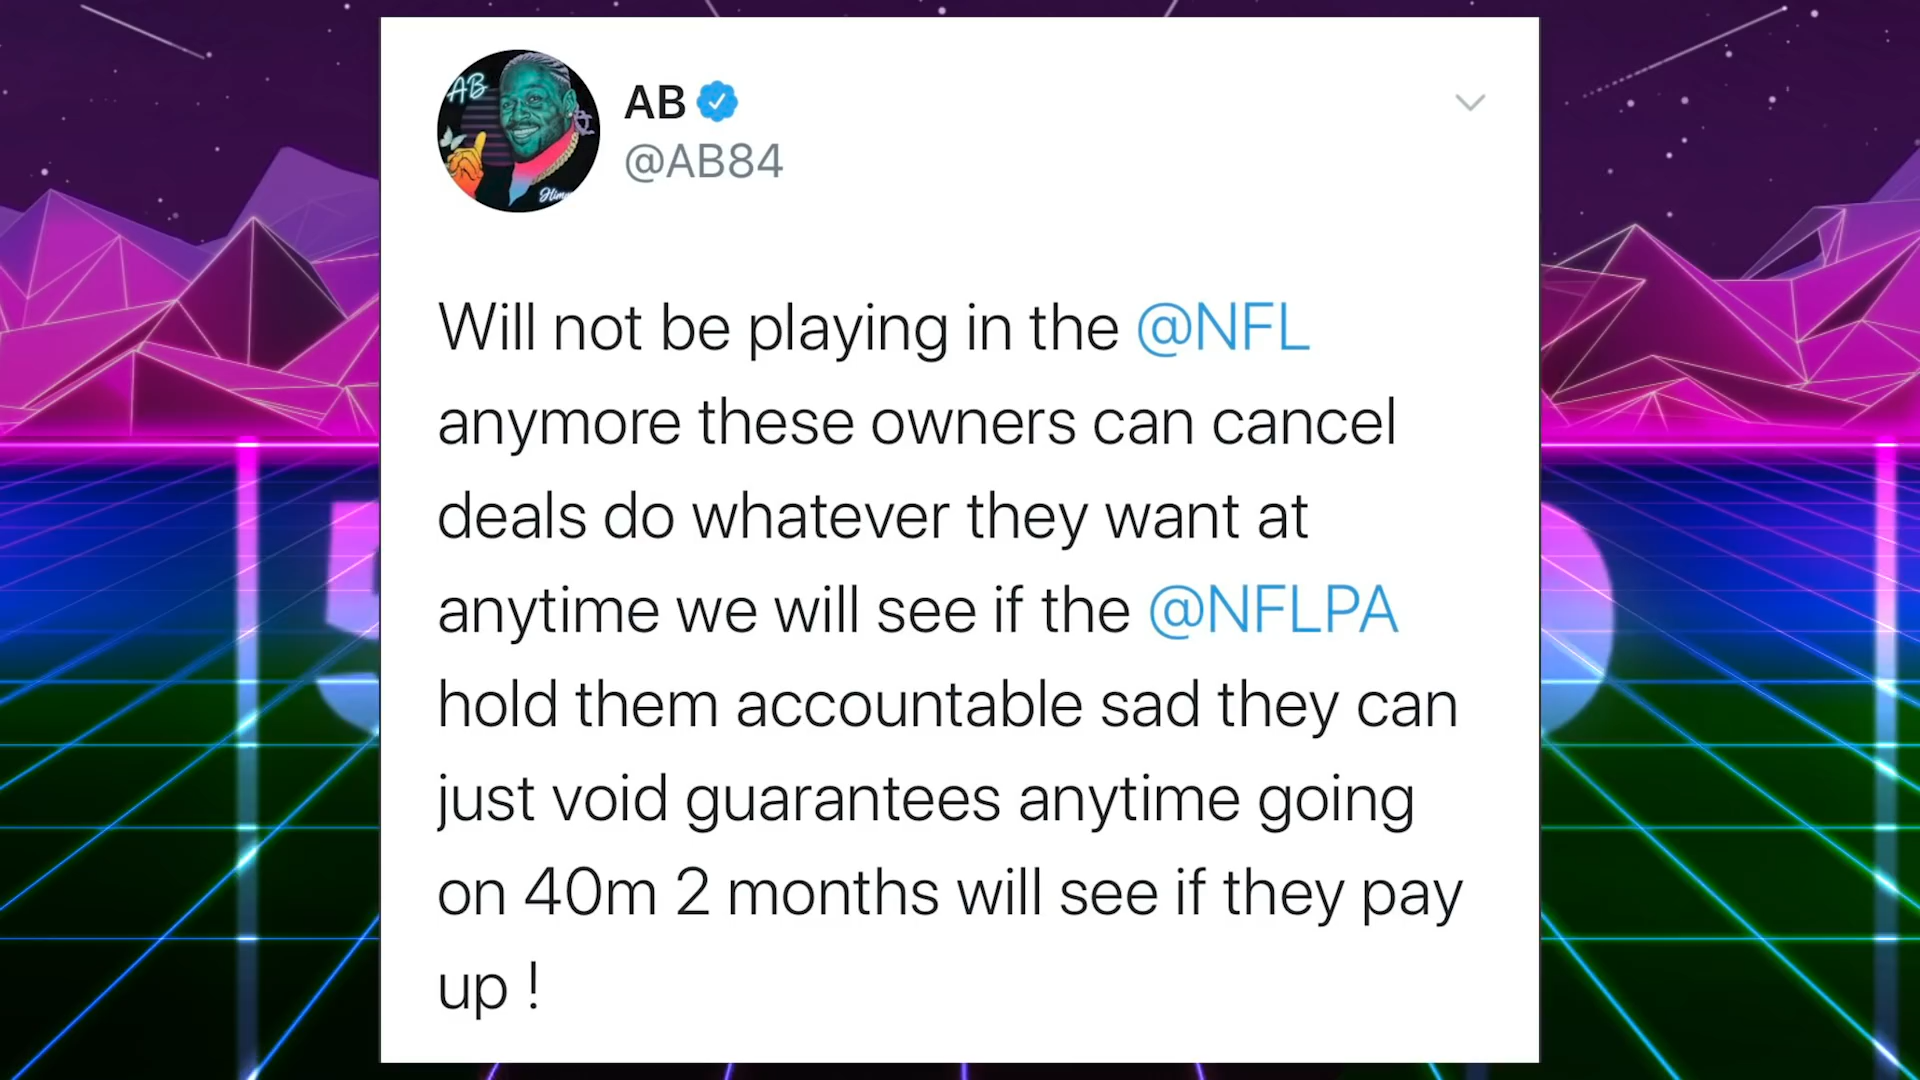 AB
AB
@AB84
Will not be playing in the @NFL
anymore these owners can cancel
deals do whatever they want at
anytime we will see if the @NFLPA
hold them accountable sad they can
just void guarantees anytime going
on 40m 2 months will see if they pay
up !